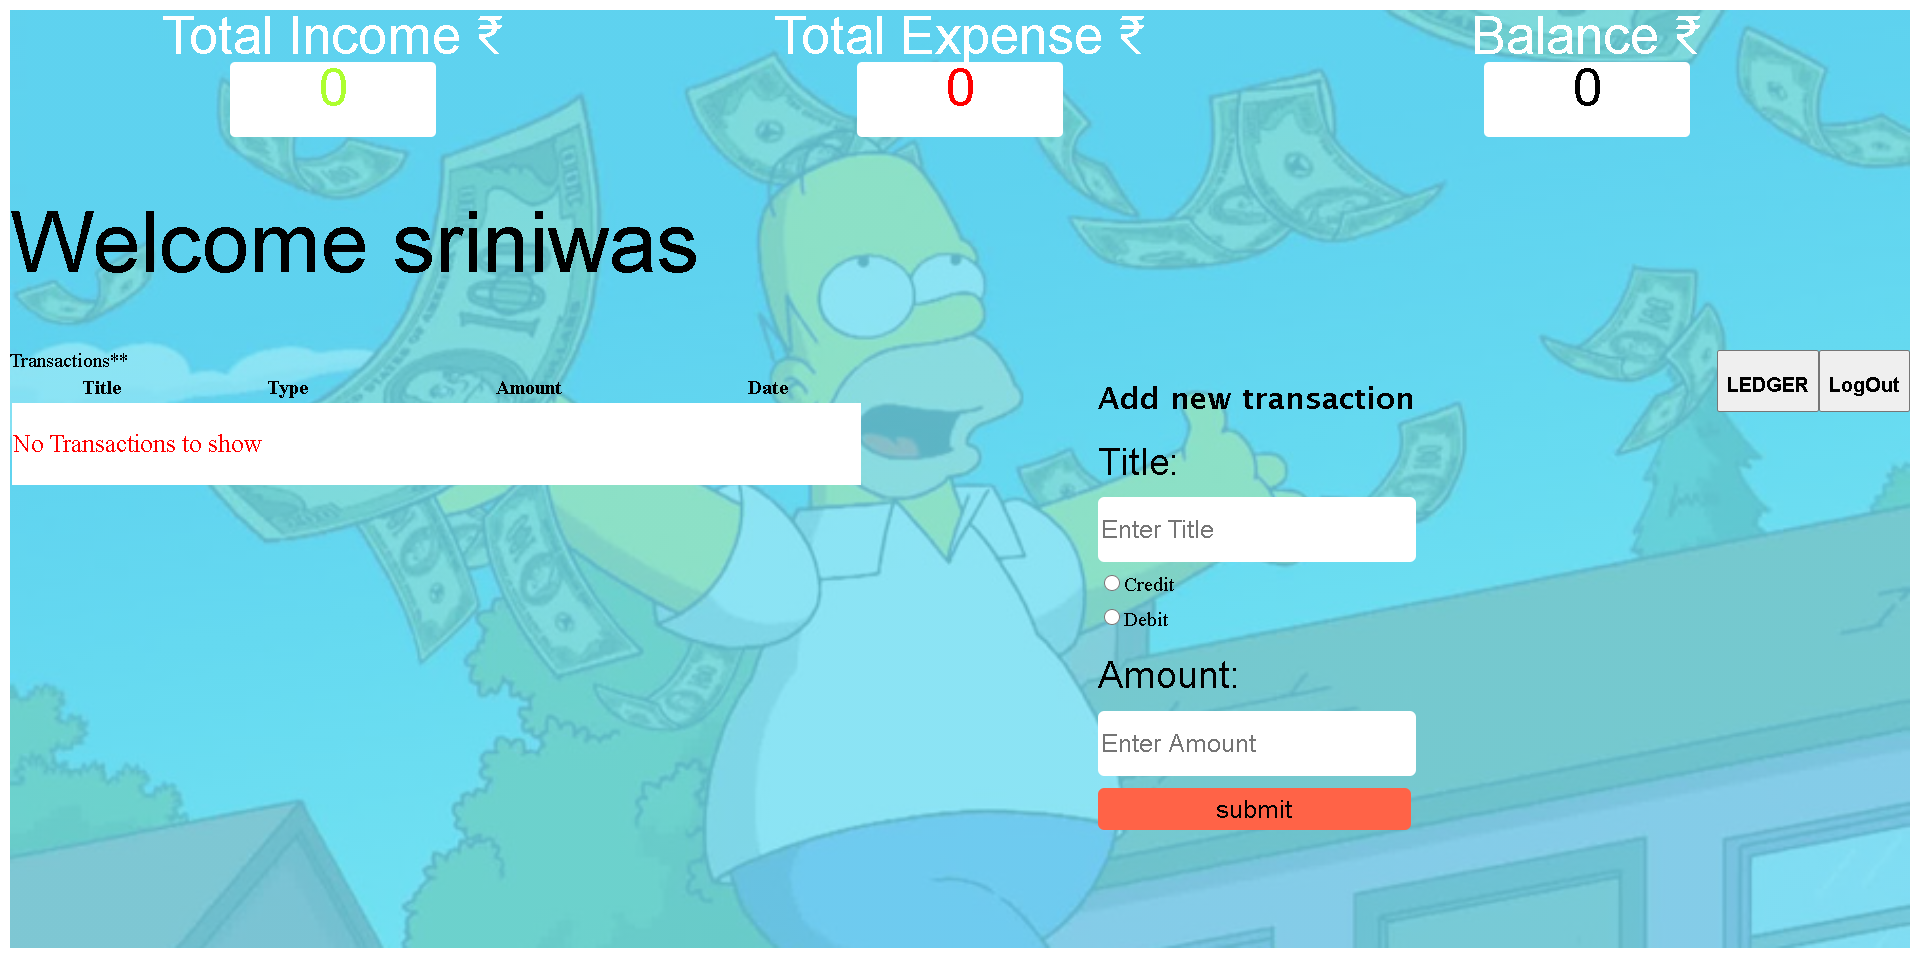 Total Income ₹
Total Expense ₹
Balance ₹
0
0
0
Welcome sriniwas
Transactions**
Title Type Amount Date
No Transactions to show
LEDGER
LogOut
Add new transaction
Title:
Enter Title
Credit
Debit
Amount:
Enter Amount
submit
100